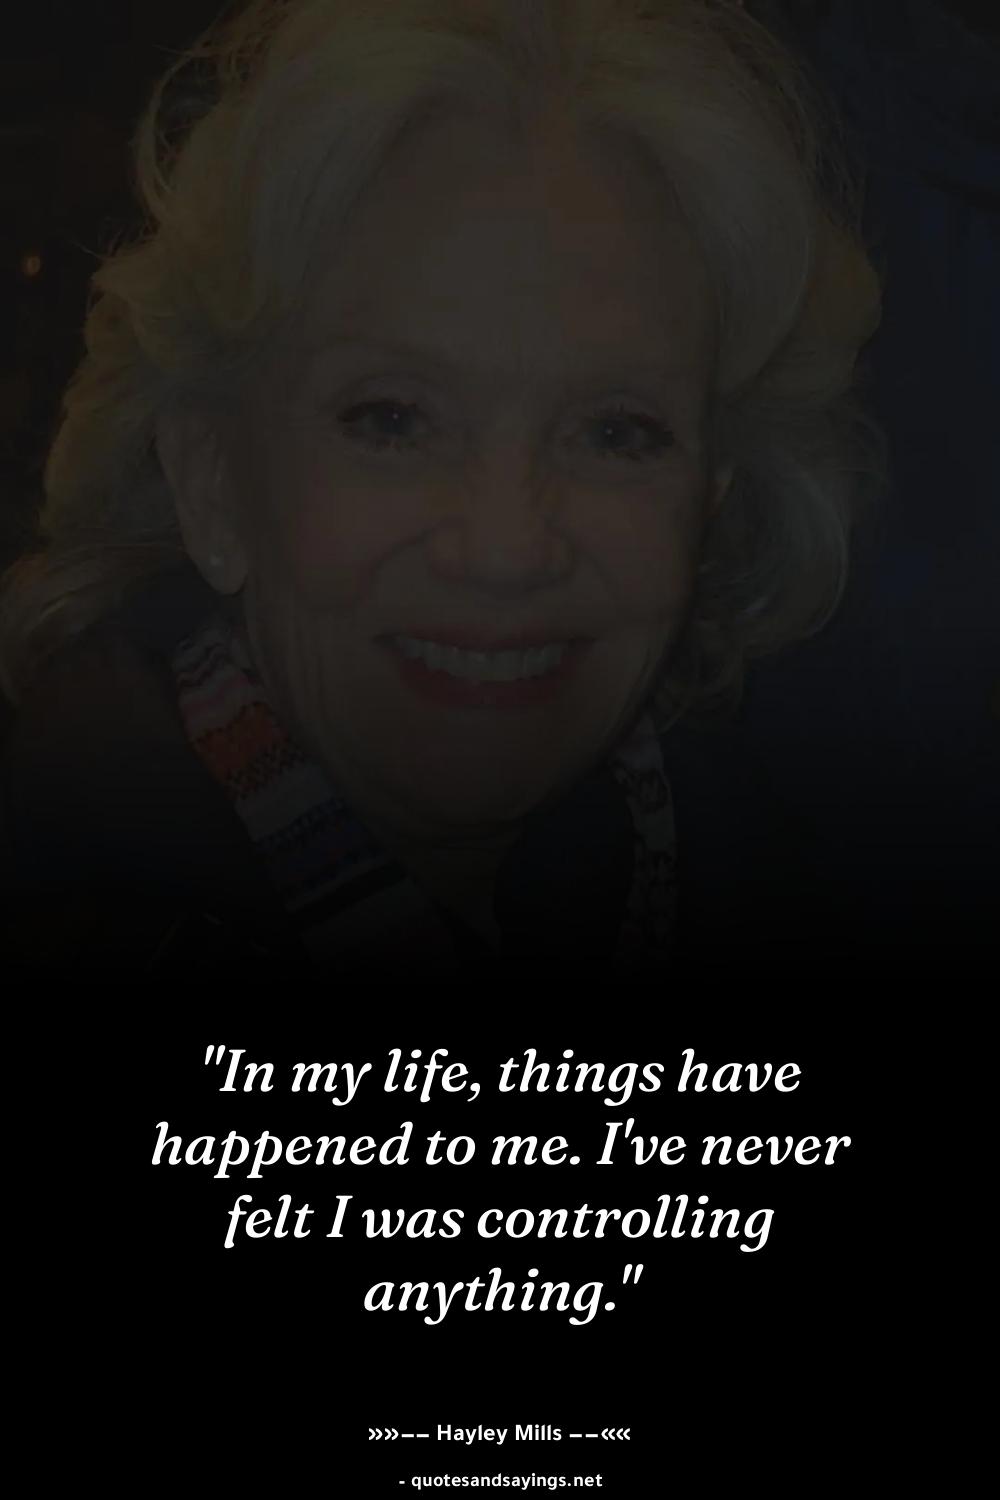 "In my life, things have
happened to me. I've never
felt I was controlling
anything."
»»–– Hayley Mills ––««
- quotesandsayings.net